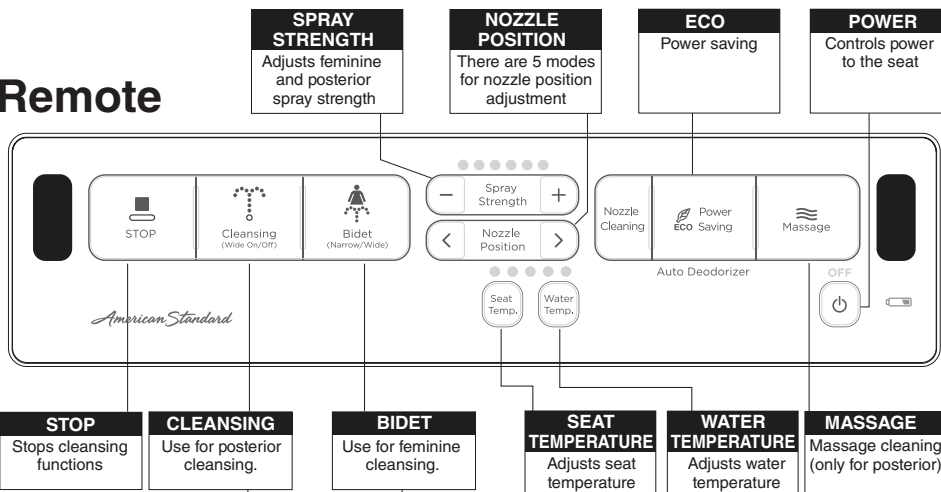 SPRAY
STRENGTH
Adjusts feminine
and posterior
spray strength
NOZZLE
POSITION
There are 5 modes
for nozzle position
adjustment
ECO
Power saving
POWER
Controls power
to the seat
Remote
STOP
Cleansing
(Wide On/Off)
Bidet
(Narrow/Wide)
− Spray Strength +
< Nozzle Position >
Seat
Temp.
Water
Temp.
Nozzle
Cleaning
ECO Power Saving
Massage
Auto Deodorizer
OFF
American Standard
STOP
Stops cleansing
functions
CLEANSING
Use for posterior
cleansing.
BIDET
Use for feminine
cleansing.
SEAT
TEMPERATURE
Adjusts seat
temperature
WATER
TEMPERATURE
Adjusts water
temperature
MASSAGE
Massage cleaning
(only for posterior)